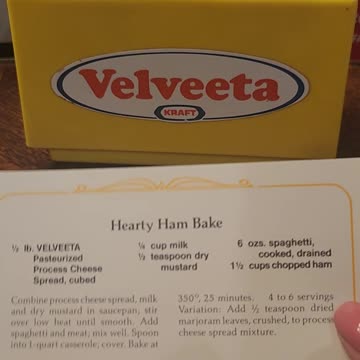 Velveeta
KRAFT
Hearty Ham Bake
½ lb. VELVEETA
Pasteurized
Process Cheese
Spread, cubed
¼ cup milk
½ teaspoon dry
mustard
6 ozs. spaghetti,
cooked, drained
1½ cups chopped ham
Combine process cheese spread, milk
and dry mustard in saucepan; stir
over low heat until smooth. Add
spaghetti and meat; mix well. Spoon
into 1-quart casserole; cover. Bake at
350°, 25 minutes. 4 to 6 servings
Variation: Add ½ teaspoon dried
marjoram leaves, crushed, to process
cheese spread mixture.